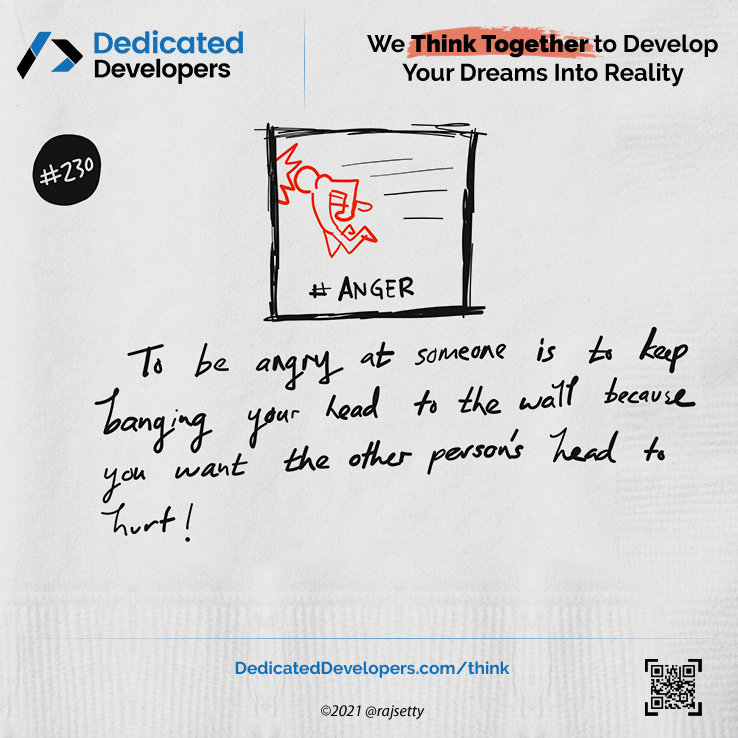 Dedicated
Developers
We Think Together to Develop
Your Dreams Into Reality
#230
# ANGER
To be angry at someone is to keep
banging your head to the wall because
you want the other person's head to
hurt!
DedicatedDevelopers.com/think
©2021 @rajsetty